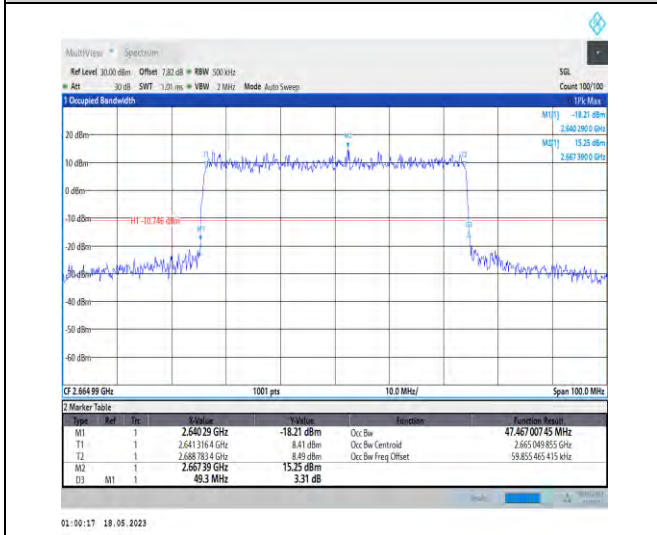 MultiView Spectrum
Ref Level 30.00 dBm Offset 7.82 dB RBW 500 kHz SGL
Att 30 dB SWT 1.01 ms VBW 2 MHz Mode Auto Sweep Count 100/100
1 Occupied Bandwidth 1Pk Max
M1[1] -18.21 dBm
2.640 290 0 GHz
20 dBm
M2[1] 15.25 dBm
2.667 390 0 GHz
M2
T1
T2
10 dBm
0 dBm
-10 dBm
H1 -10.746 dBm
M1
D3
-20 dBm
-30 dBm
-40 dBm
-50 dBm
-60 dBm
CF 2.664 99 GHz 1001 pts 10.0 MHz/ Span 100.0 MHz
2 Marker Table
Type Ref Trc X-Value Y-Value Function Function Result
M1 1 2.640 29 GHz -18.21 dBm Occ Bw 47.467 007 45 MHz
T1 1 2.641 316 4 GHz 8.41 dBm Occ Bw Centroid 2.665 049 855 GHz
T2 1 2.688 783 4 GHz 8.49 dBm Occ Bw Freq Offset 59.855 465 415 kHz
M2 1 2.667 39 GHz 15.25 dBm
D3 M1 1 49.3 MHz 3.31 dB
01:00:17 18.05.2023